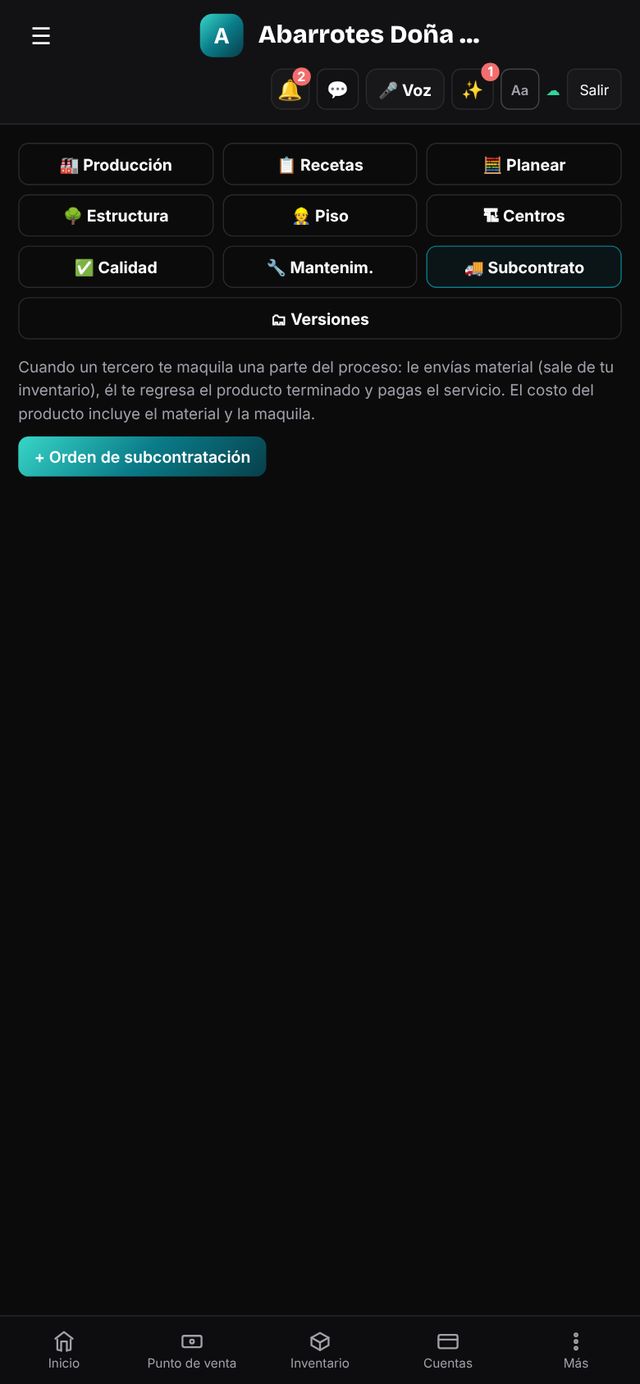 ☰ A Abarrotes Doña ...
🔔 2 💬 🎤 Voz ✨ 1 Aa ☁ Salir
🏭 Producción
📋 Recetas
🧮 Planear
🌳 Estructura
👷 Piso
🏗 Centros
✅ Calidad
🔧 Mantenim.
🚚 Subcontrato
🗂 Versiones
Cuando un tercero te maquila una parte del proceso: le envías material (sale de tu
inventario), él te regresa el producto terminado y pagas el servicio. El costo del
producto incluye el material y la maquila.
+ Orden de subcontratación
Inicio
Punto de venta
Inventario
Cuentas
Más